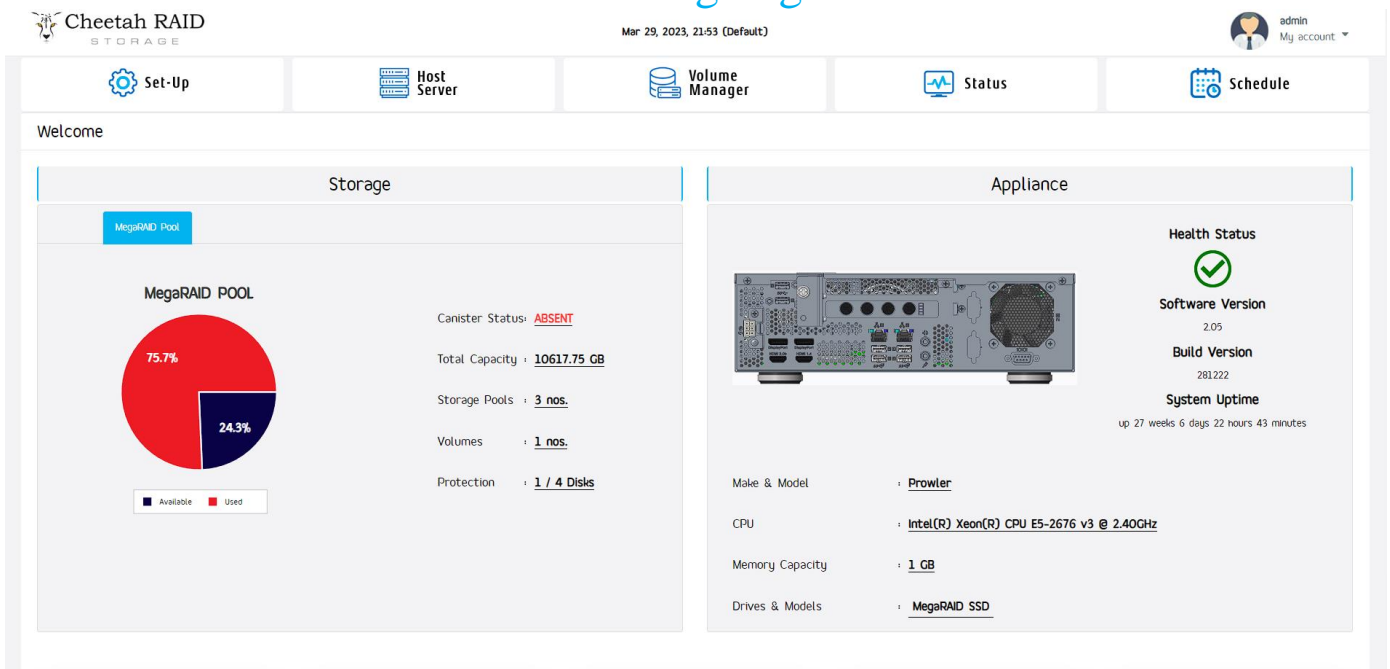 Cheetah RAID
STORAGE
Mar 29, 2023, 21:53 (Default)
admin
My account
Set-Up
Host
Server
Volume
Manager
Status
Schedule
Welcome
Storage
MegaRAID Pool
MegaRAID POOL
75.7%
24.3%
Available Used
Canister Status: ABSENT
Total Capacity : 10617.75 GB
Storage Pools : 3 nos.
Volumes : 1 nos.
Protection : 1 / 4 Disks
Appliance
Health Status
Software Version
2.05
Build Version
281222
System Uptime
up 27 weeks 6 days 22 hours 43 minutes
Make & Model : Prowler
CPU : Intel(R) Xeon(R) CPU E5-2676 v3 @ 2.40GHz
Memory Capacity : 1 GB
Drives & Models : MegaRAID SSD